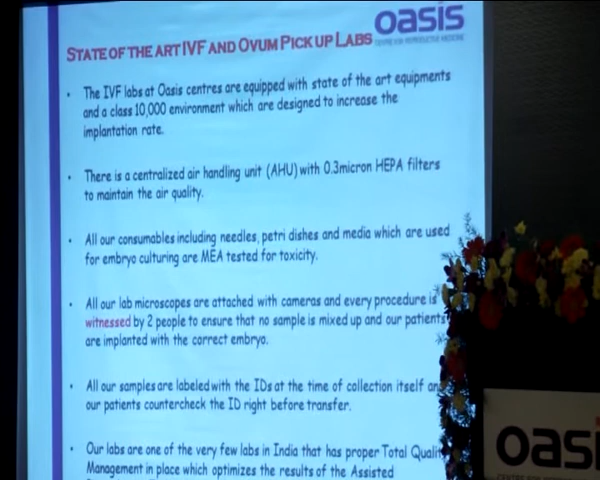 oasis
CENTRE FOR REPRODUCTIVE MEDICINE
STATE OF THE ART IVF AND OVUM PICK UP LABS
• The IVF labs at Oasis centres are equipped with state of the art equipments
and a class 10,000 environment which are designed to increase the
implantation rate.
• There is a centralized air handling unit (AHU) with 0.3micron HEPA filters
to maintain the air quality.
• All our consumables including needles, petri dishes and media which are used
for embryo culturing are MEA tested for toxicity.
• All our lab microscopes are attached with cameras and every procedure is
witnessed by 2 people to ensure that no sample is mixed up and our patients
are implanted with the correct embryo.
• All our samples are labeled with the IDs at the time of collection itself an
our patients countercheck the ID right before transfer.
• Our labs are one of the very few labs in India that has proper Total Qualit
Management in place which optimizes the results of the Assisted
oasi